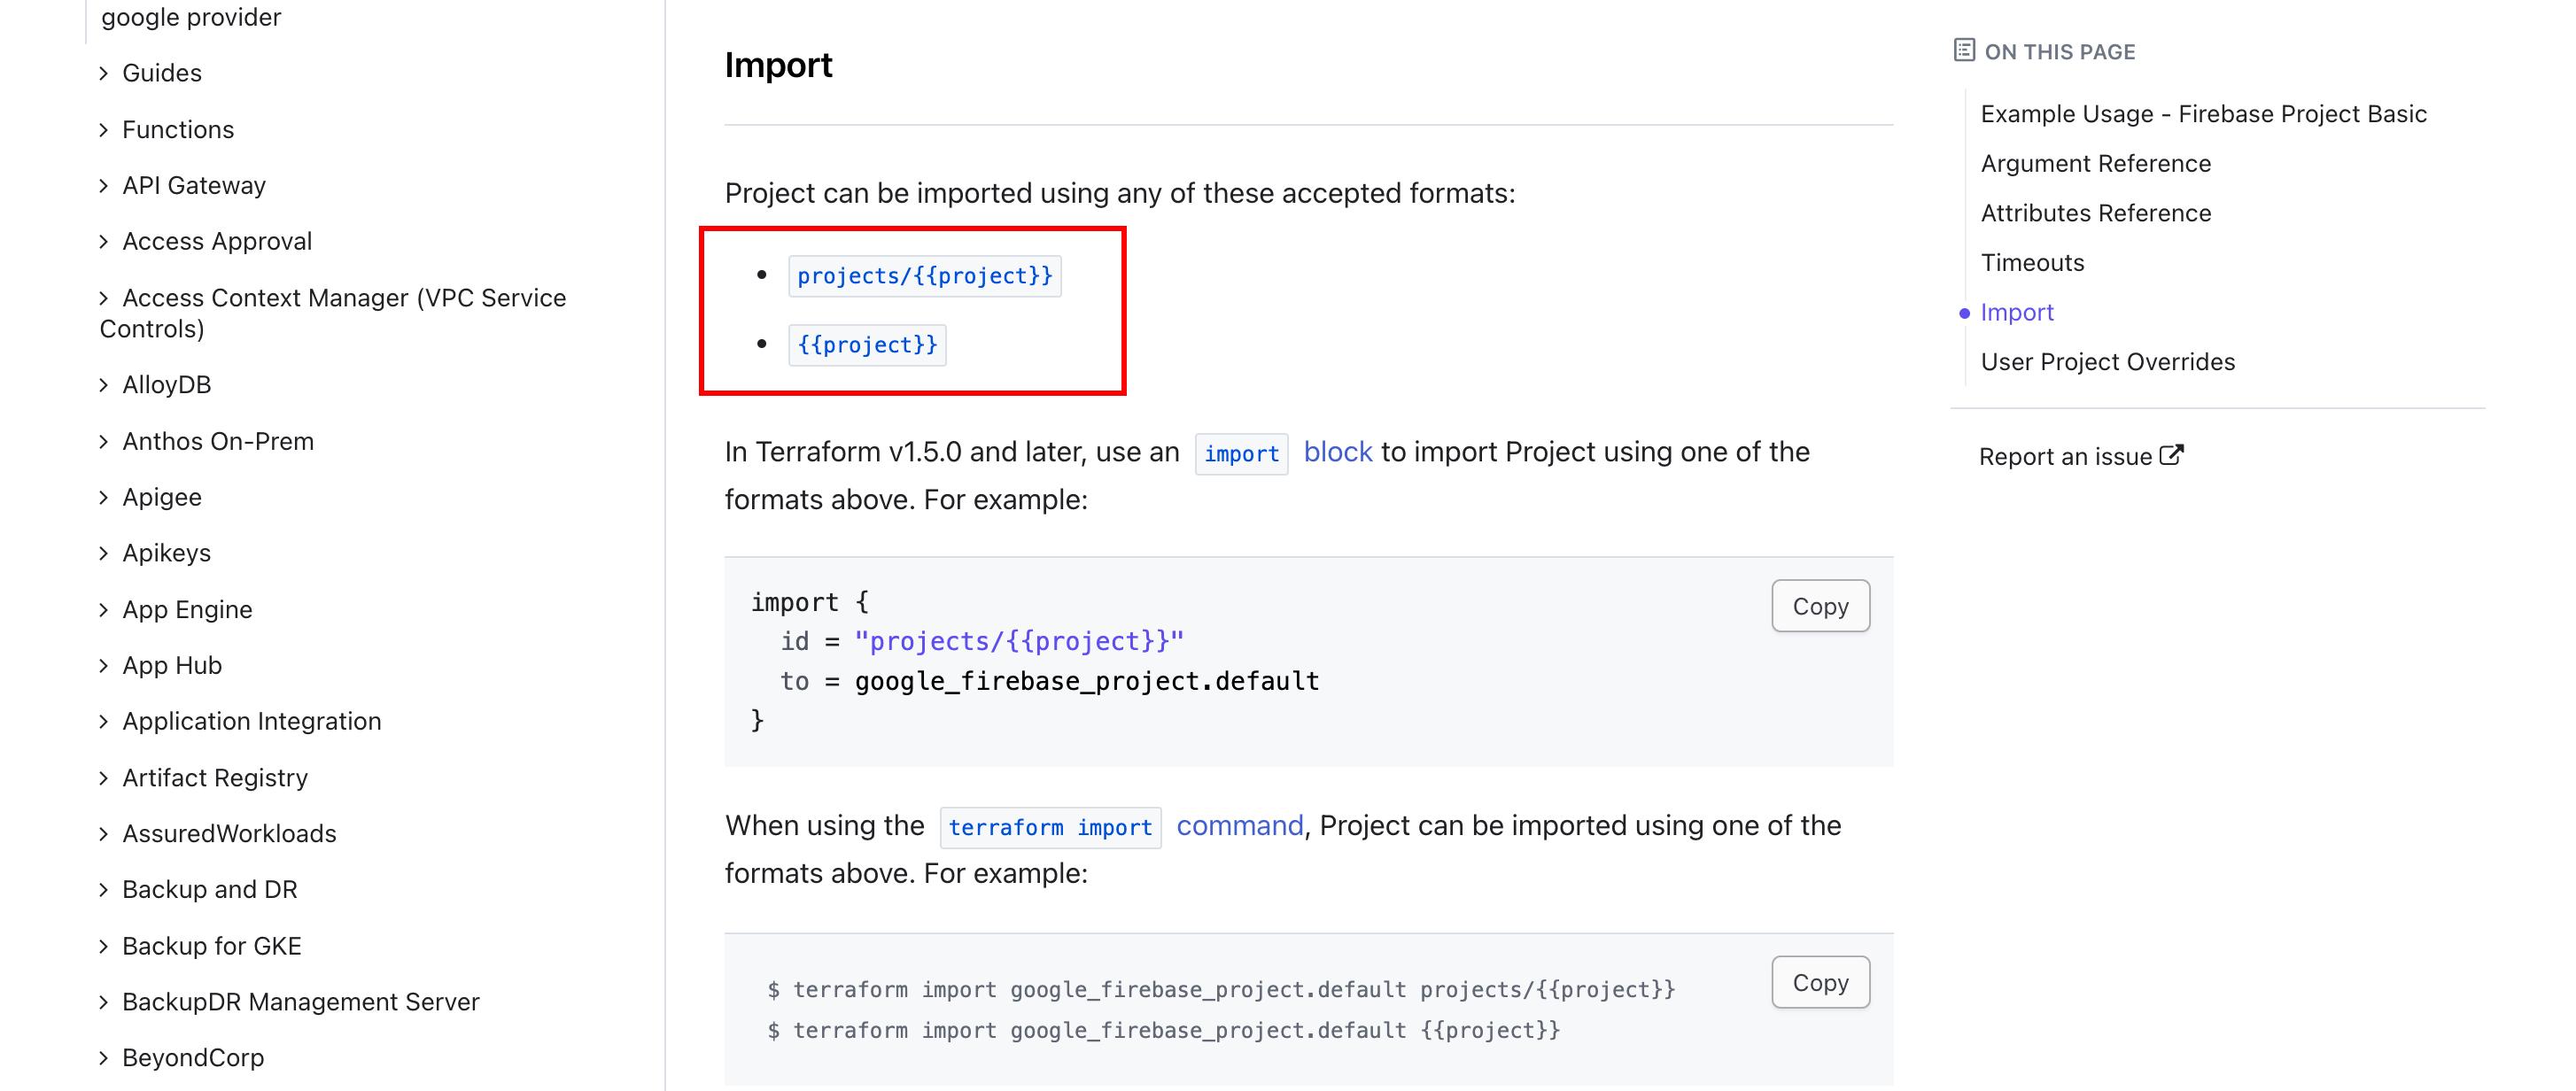 google provider
Guides
Functions
API Gateway
Access Approval
Access Context Manager (VPC Service
Controls)
AlloyDB
Anthos On-Prem
Apigee
Apikeys
App Engine
App Hub
Application Integration
Artifact Registry
AssuredWorkloads
Backup and DR
Backup for GKE
BackupDR Management Server
BeyondCorp
Import
Project can be imported using any of these accepted formats:
• projects/{{project}}
• {{project}}
In Terraform v1.5.0 and later, use an import block to import Project using one of the
formats above. For example:
Copy
import {
  id = "projects/{{project}}"
  to = google_firebase_project.default
}
When using the terraform import command, Project can be imported using one of the
formats above. For example:
Copy
$ terraform import google_firebase_project.default projects/{{project}}
$ terraform import google_firebase_project.default {{project}}
ON THIS PAGE
Example Usage - Firebase Project Basic
Argument Reference
Attributes Reference
Timeouts
Import
User Project Overrides
Report an issue